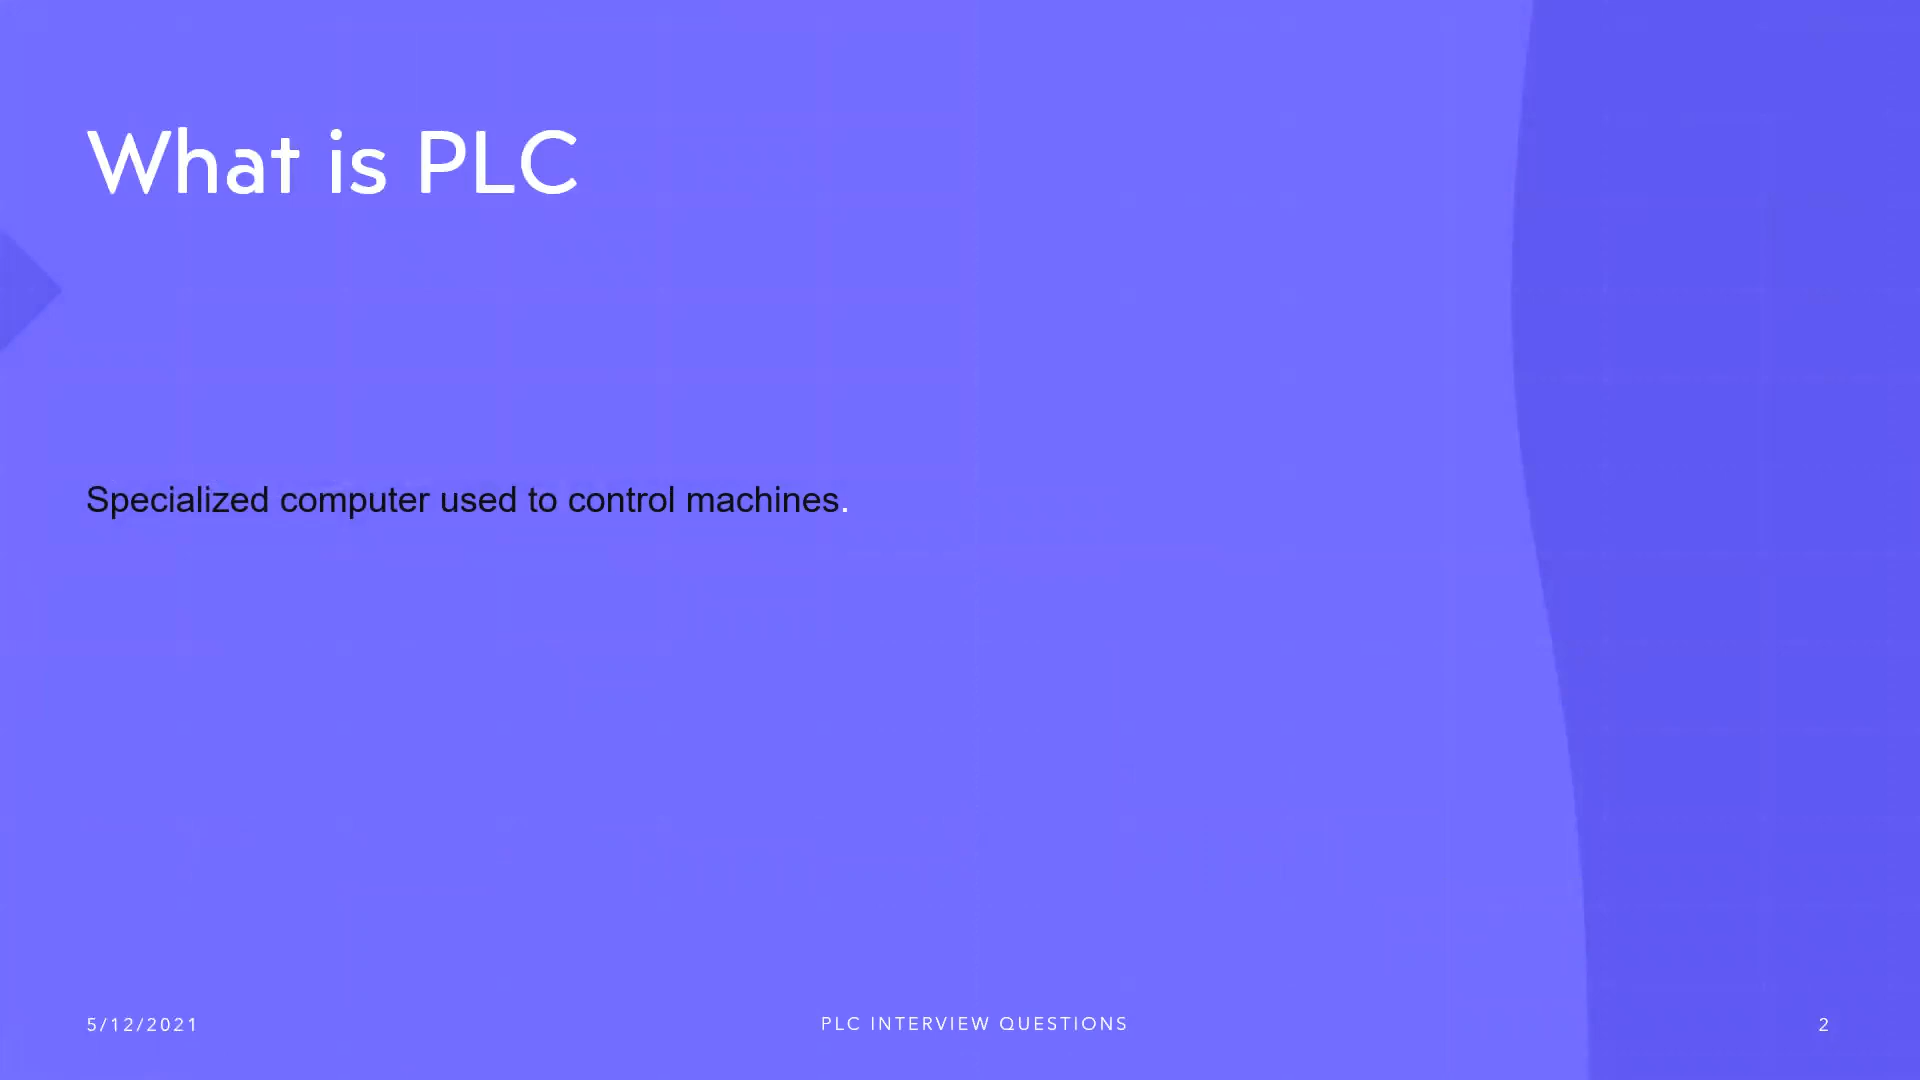 What is PLC
Specialized computer used to control machines.
5/12/2021
PLC INTERVIEW QUESTIONS
2